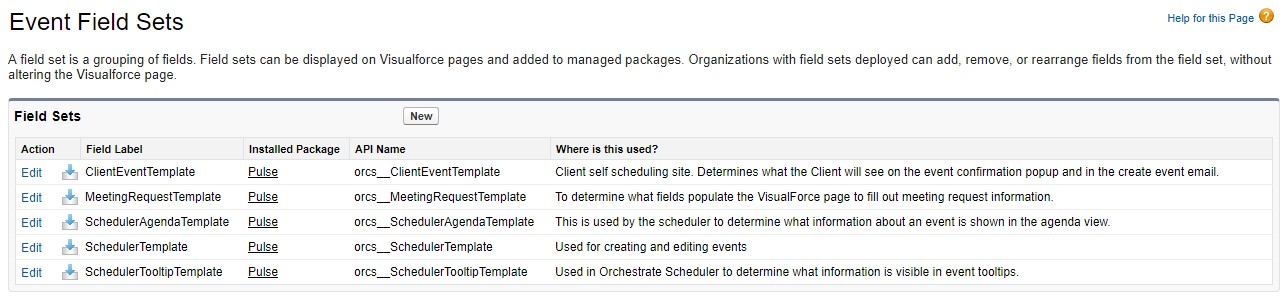 Event Field Sets
Help for this Page ?
A field set is a grouping of fields. Field sets can be displayed on Visualforce pages and added to managed packages. Organizations with field sets deployed can add, remove, or rearrange fields from the field set, without
altering the Visualforce page.
Field Sets New
Action Field Label Installed Package API Name Where is this used?
Edit ClientEventTemplate Pulse orcs__ClientEventTemplate Client self scheduling site. Determines what the Client will see on the event confirmation popup and in the create event email.
Edit MeetingRequestTemplate Pulse orcs__MeetingRequestTemplate To determine what fields populate the VisualForce page to fill out meeting request information.
Edit SchedulerAgendaTemplate Pulse orcs__SchedulerAgendaTemplate This is used by the scheduler to determine what information about an event is shown in the agenda view.
Edit SchedulerTemplate Pulse orcs__SchedulerTemplate Used for creating and editing events
Edit SchedulerTooltipTemplate Pulse orcs__SchedulerTooltipTemplate Used in Orchestrate Scheduler to determine what information is visible in event tooltips.